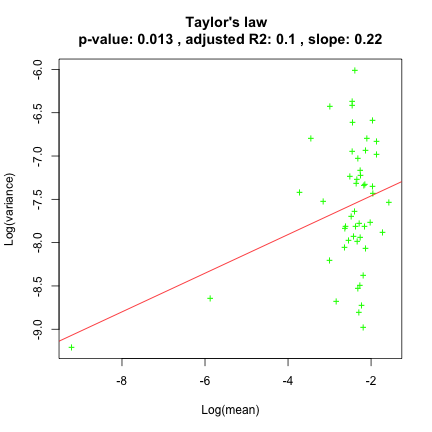 Taylor's law
p-value: 0.013 , adjusted R2: 0.1 , slope: 0.22
-6.0
-6.5
-7.0
-7.5
-8.0
-8.5
-9.0
Log(variance)
-8 -6 -4 -2
Log(mean)